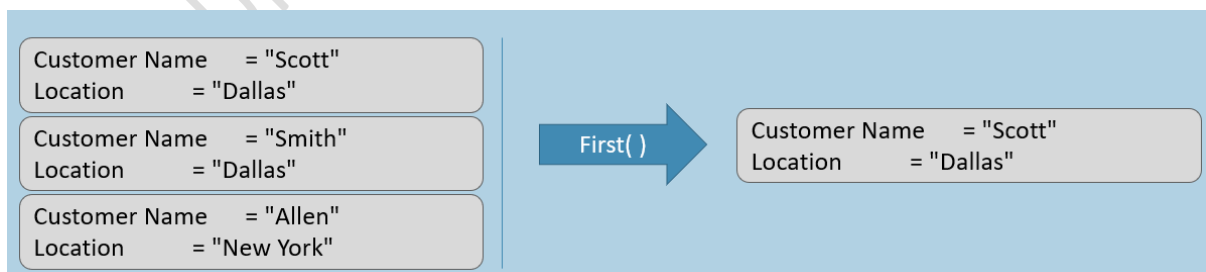 Customer Name = "Scott"
Location = "Dallas"
Customer Name = "Smith"
Location = "Dallas"
Customer Name = "Allen"
Location = "New York"
First( )
Customer Name = "Scott"
Location = "Dallas"